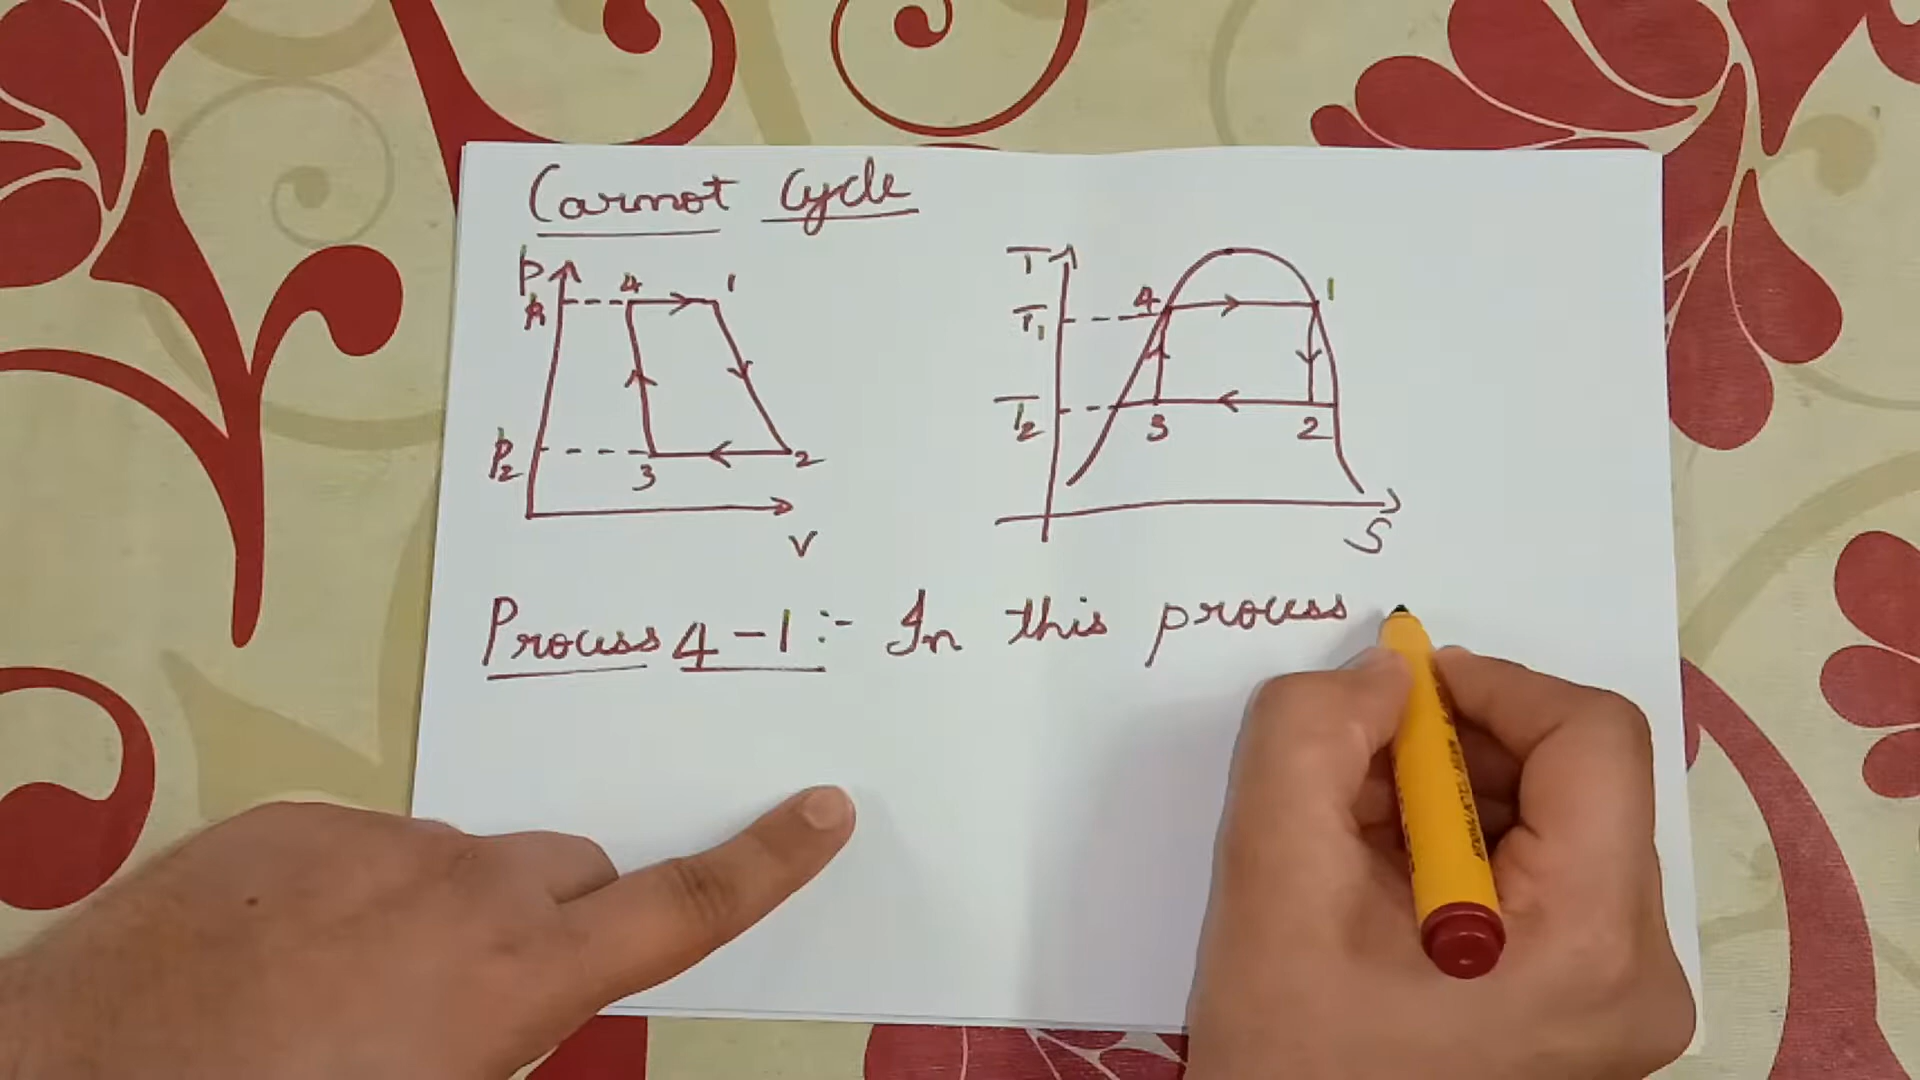 Carnot Cycle
P
P1
P2
4
1
2
3
V
T
T1
T2
4
1
3
2
S
Process 4-1 :- In this process